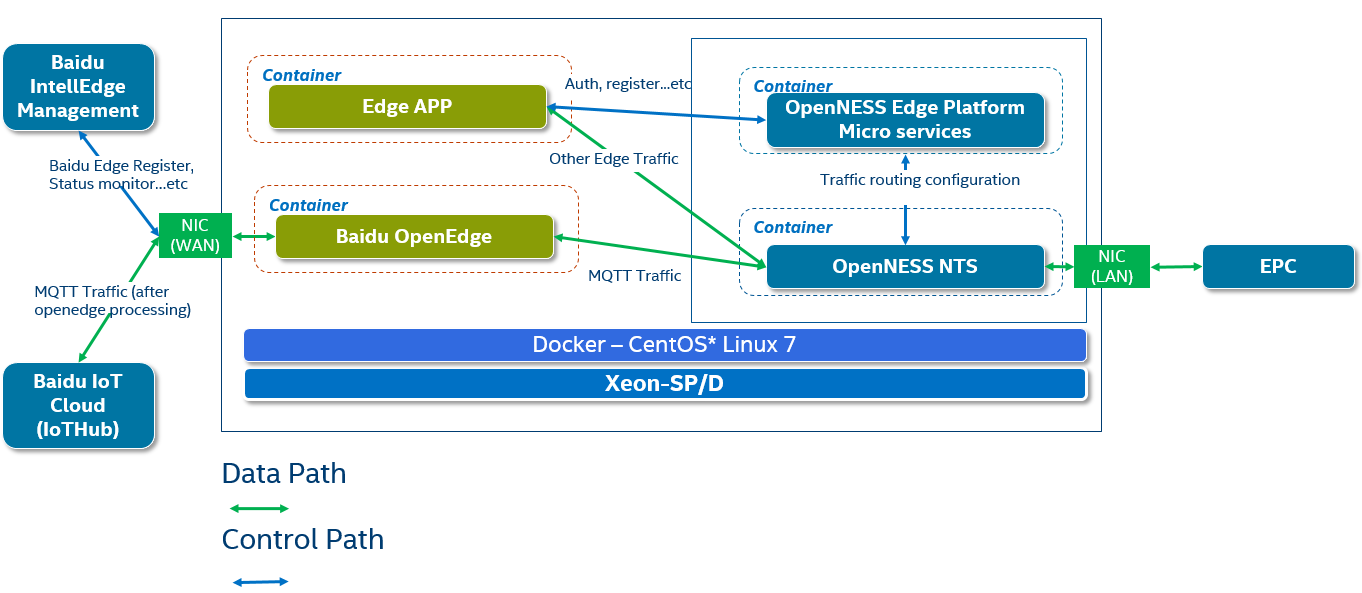 Baidu
IntellEdge
Management
Baidu Edge Register,
Status monitor...etc
NIC
(WAN)
MQTT Traffic (after
openedge processing)
Baidu IoT
Cloud
(IoTHub)
Container
Edge APP
Auth, register...etc
Container
OpenNESS Edge Platform
Micro services
Other Edge Traffic
Traffic routing configuration
Container
Baidu OpenEdge
MQTT Traffic
Container
OpenNESS NTS
NIC
(LAN)
EPC
Docker – CentOS* Linux 7
Xeon-SP/D
Data Path
Control Path